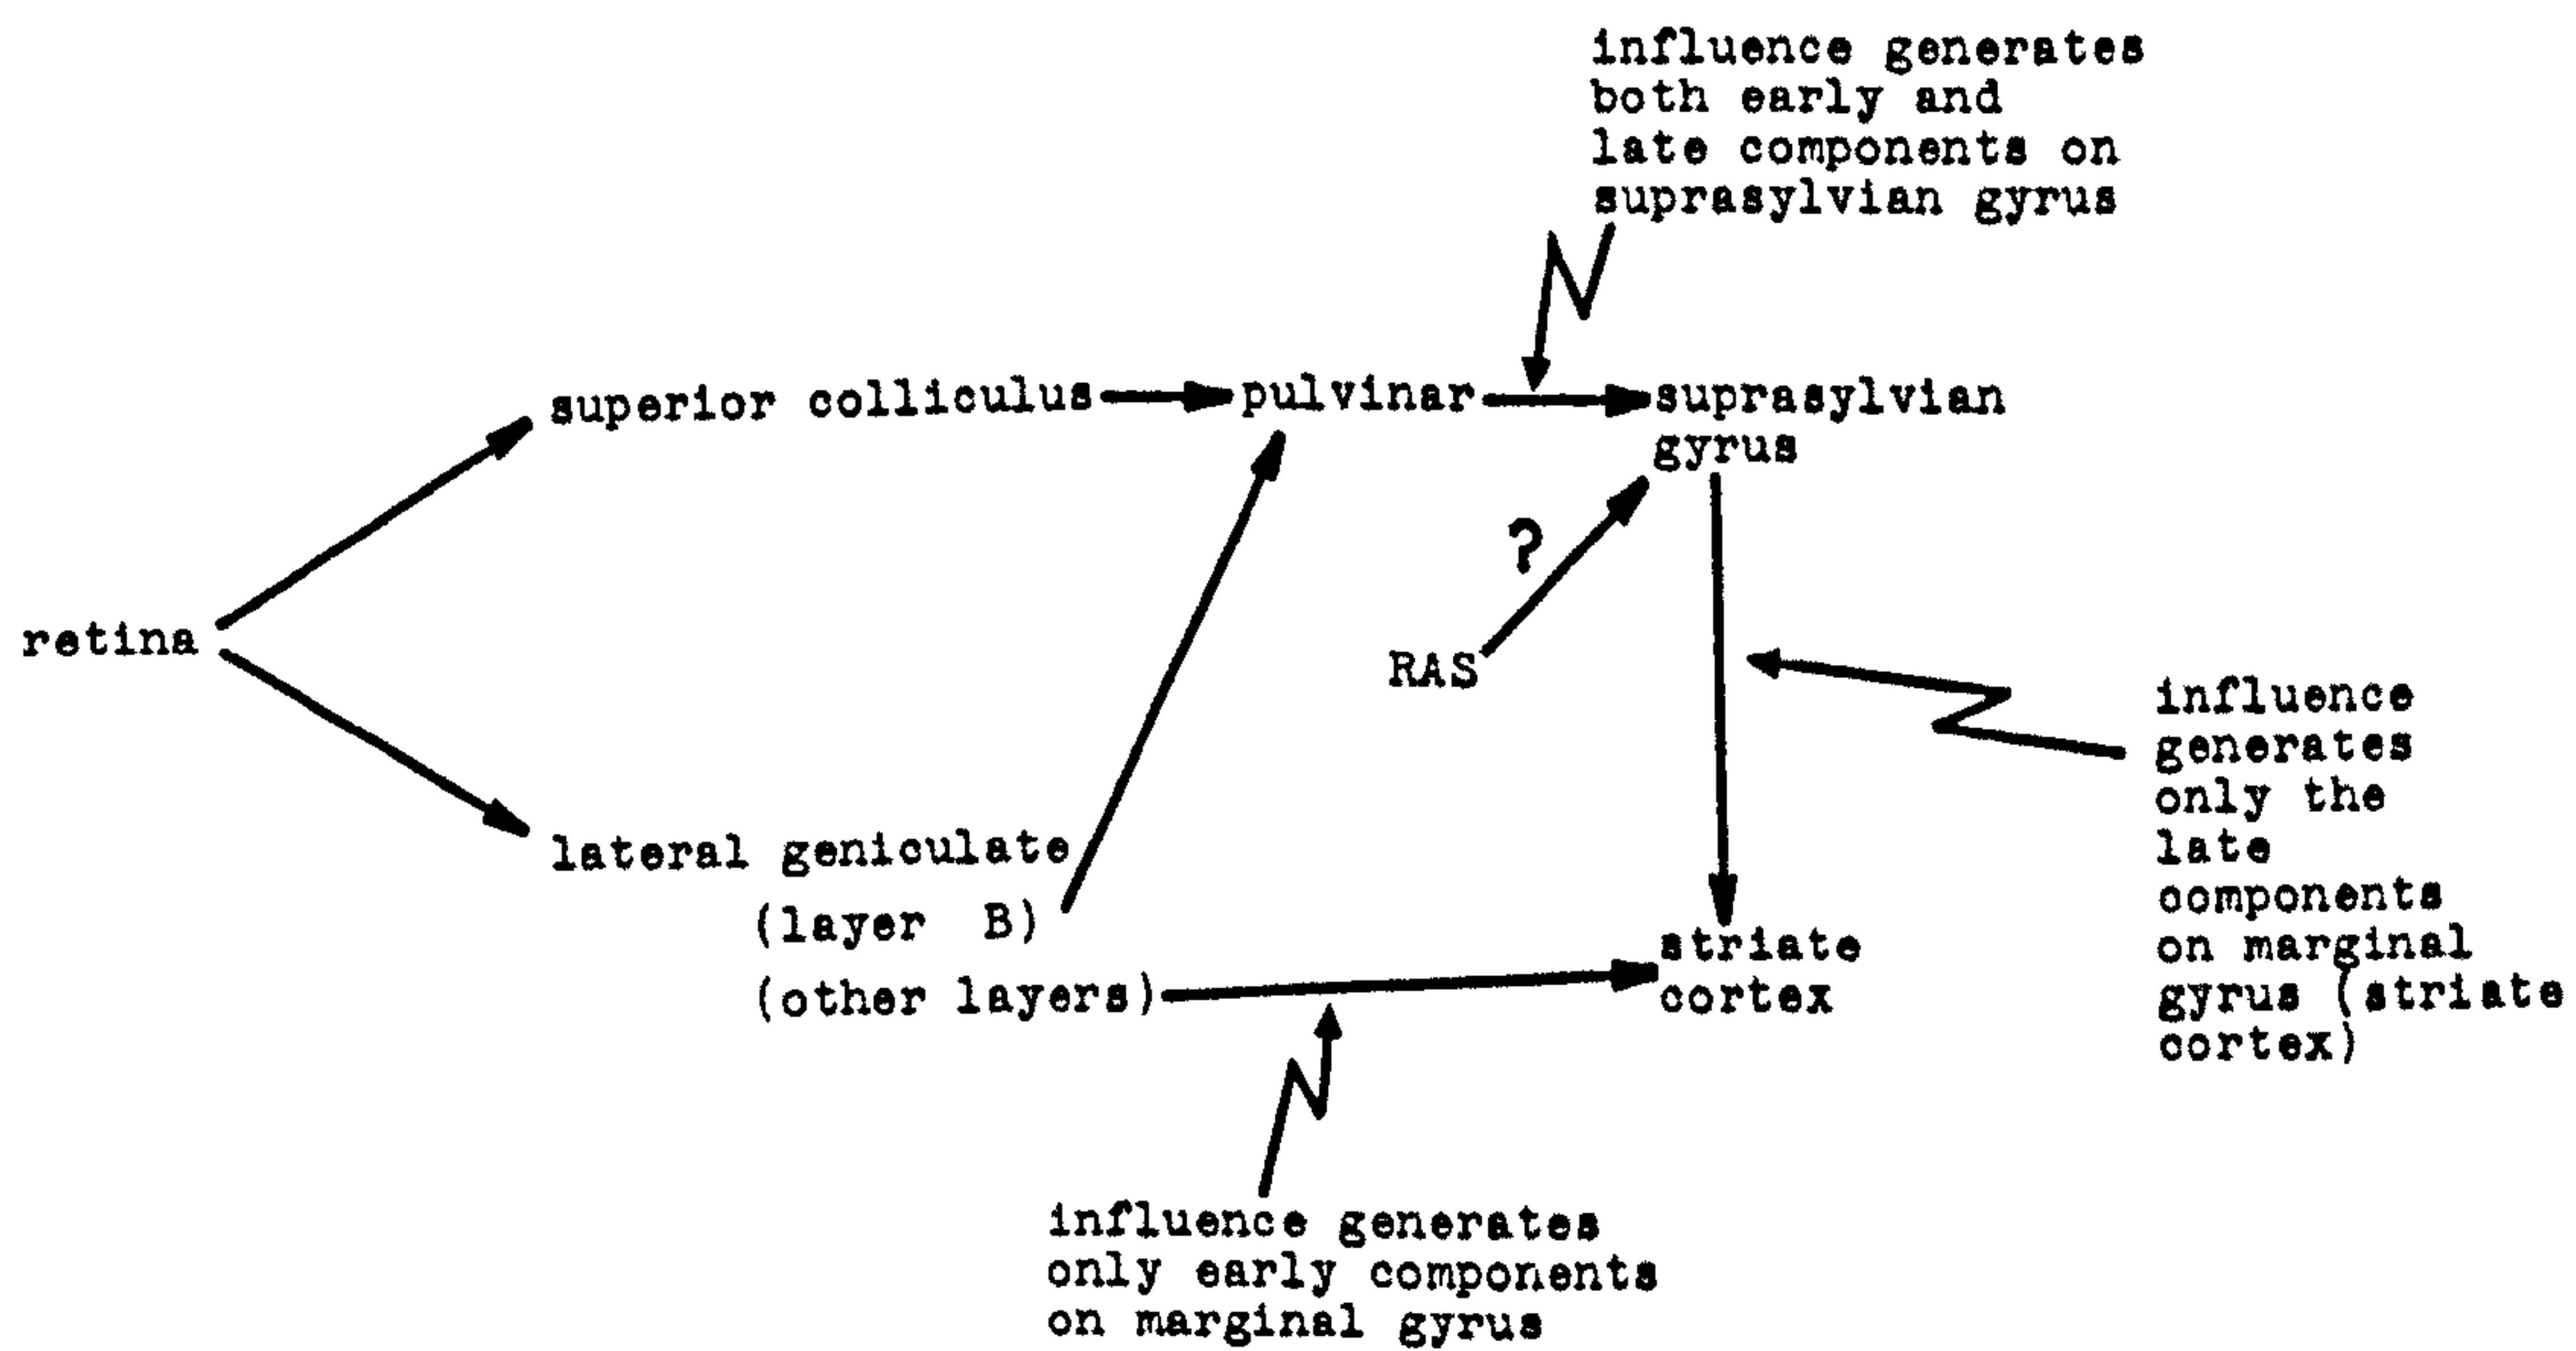 influence generates
both early and
late components on
suprasylvian gyrus
superior colliculus
pulvinar
suprasylvian
gyrus
?
retina
RAS
influence
generates
only the
late
components
on marginal
gyrus (striate
cortex)
lateral geniculate
(layer B)
(other layers)
striate
cortex
influence generates
only early components
on marginal gyrus